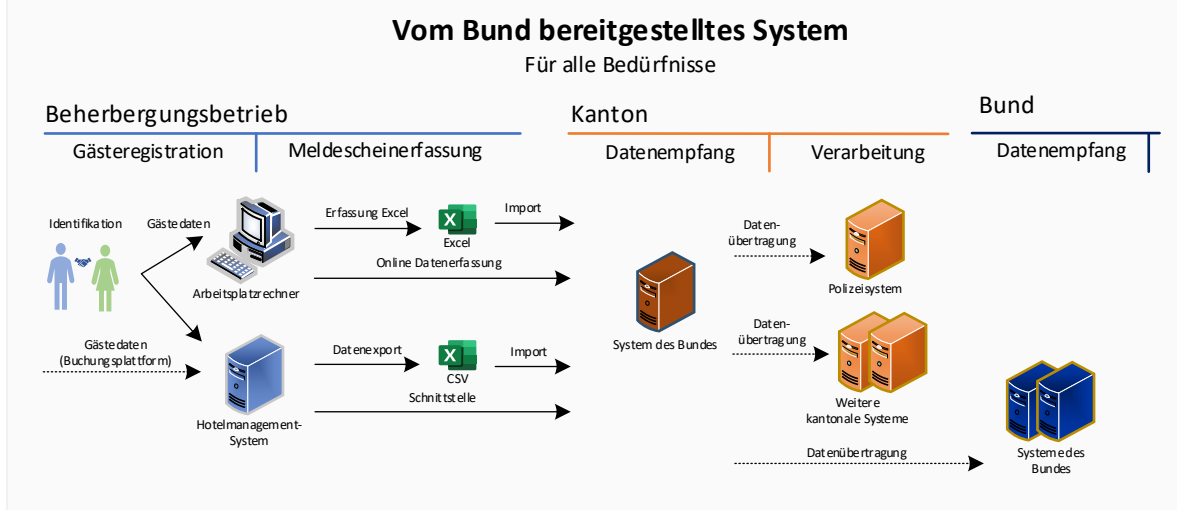 Vom Bund bereitgestelltes System
Für alle Bedürfnisse
Beherbergungsbetrieb
Kanton
Bund
Gästeregistration
Meldescheinerfassung
Datenempfang
Verarbeitung
Datenempfang
Identifikation
Gästedaten
Arbeitsplatzrechner
Erfassung Excel
Excel
Import
Online Datenerfassung
Gästedaten
(Buchungsplattform)
Hotelmanagement-
System
Datenexport
CSV
Import
Schnittstelle
System des Bundes
Daten-
übertragung
Polizeisystem
Daten-
übertragung
Weitere
kantonale Systeme
Datenübertragung
Systeme des
Bundes